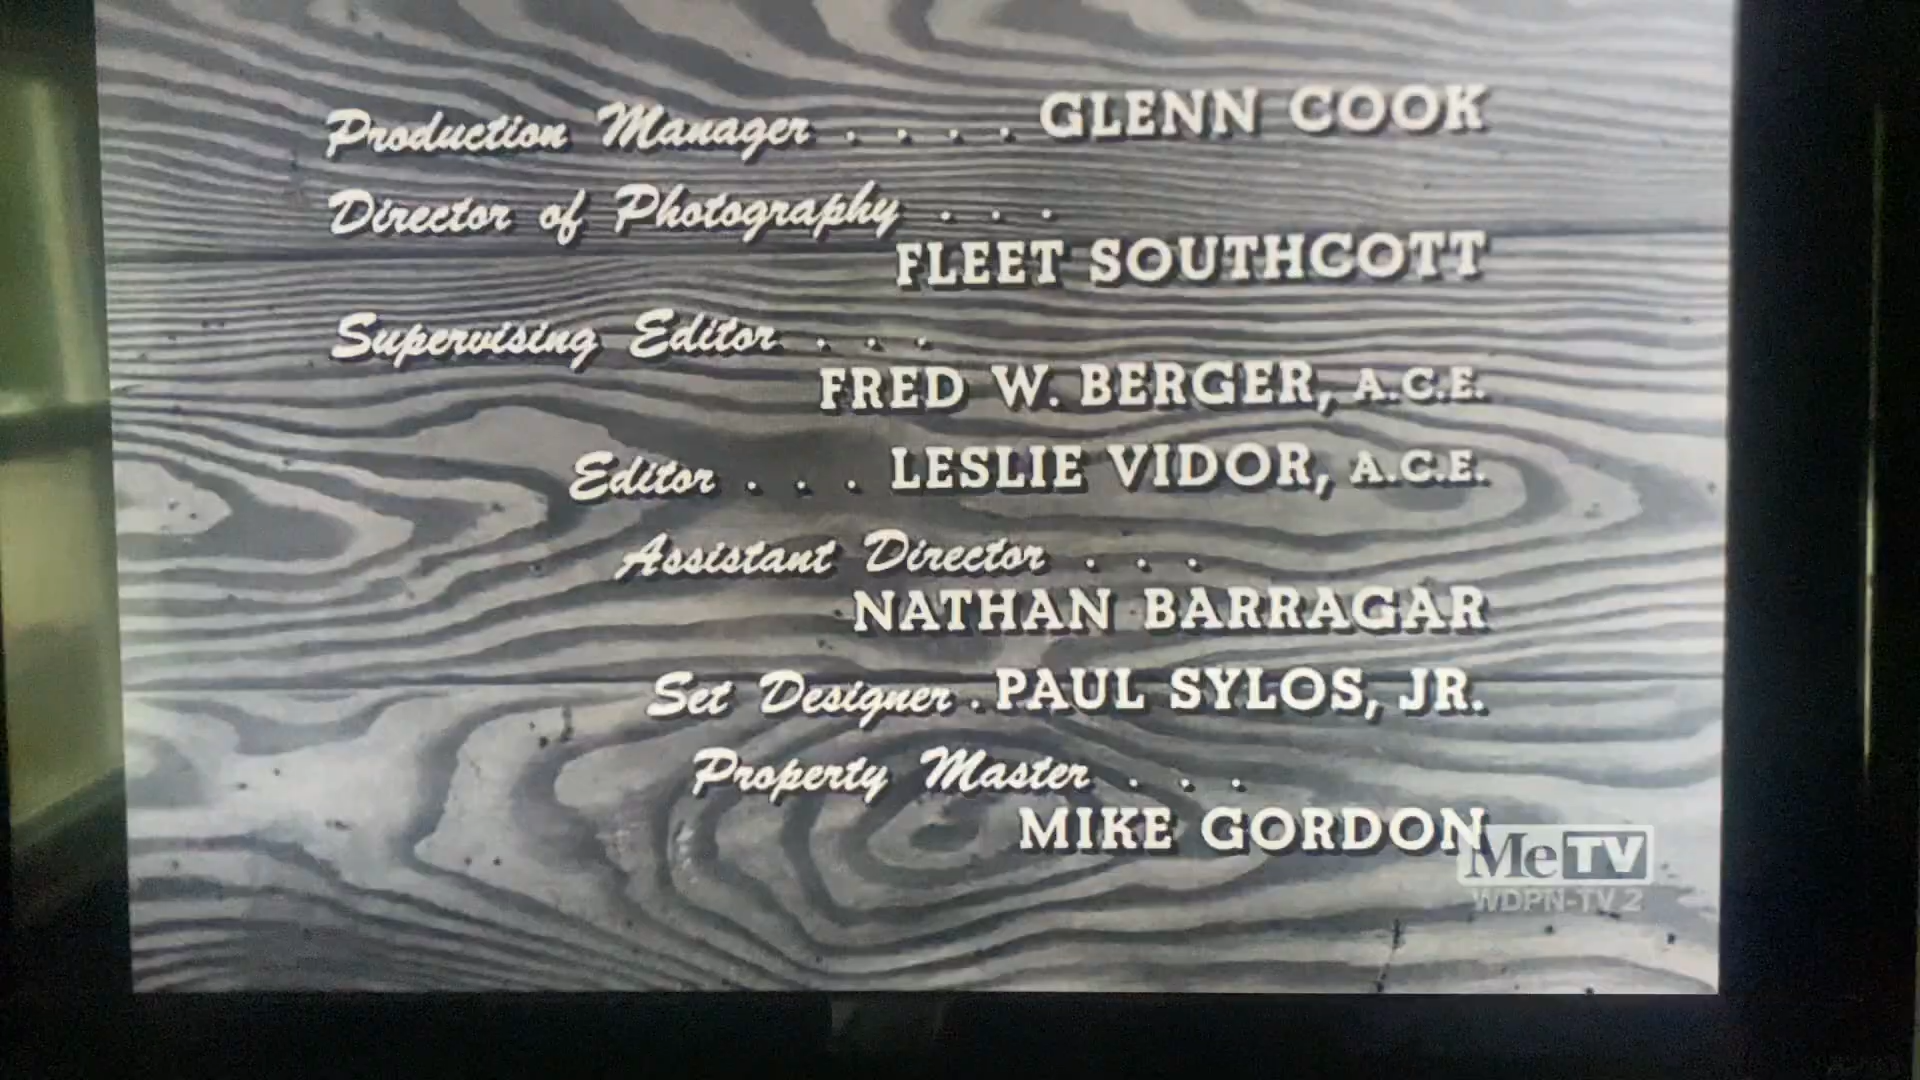 Production Manager . . . . GLENN COOK
Director of Photography . . .
FLEET SOUTHCOTT
Supervising Editor . . .
FRED W. BERGER, A.C.E.
Editor . . . LESLIE VIDOR, A.C.E.
Assistant Director . . .
NATHAN BARRAGAR
Set Designer . PAUL SYLOS, JR.
Property Master . . .
MIKE GORDON
MeTV
WDPN-TV 2